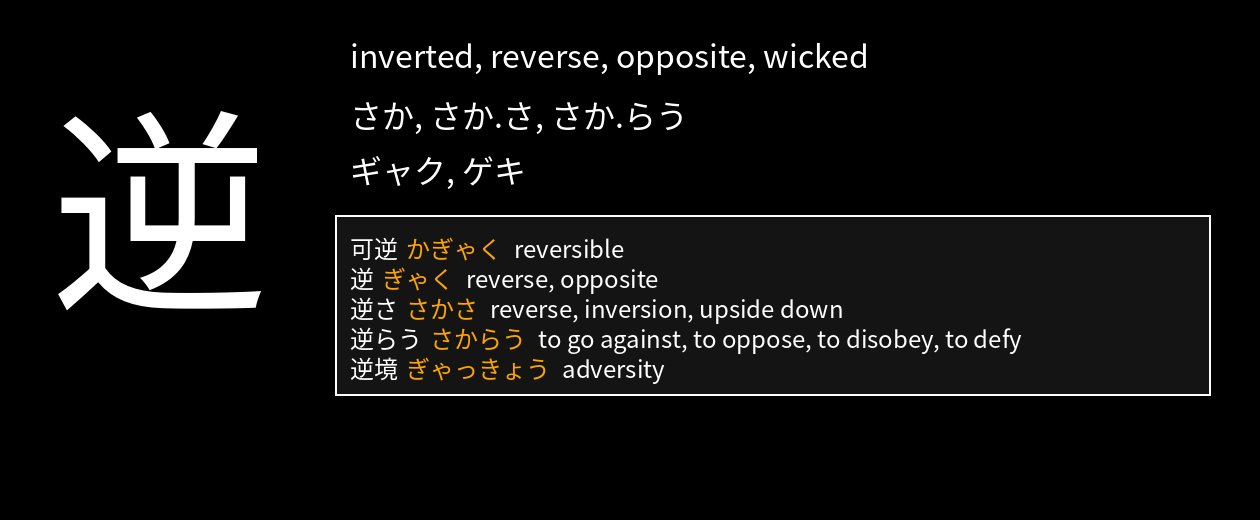 逆
inverted, reverse, opposite, wicked
さか, さか.さ, さか.らう
ギャク, ゲキ
可逆 かぎゃく reversible
逆 ぎゃく reverse, opposite
逆さ さかさ reverse, inversion, upside down
逆らう さからう to go against, to oppose, to disobey, to defy
逆境 ぎゃっきょう adversity